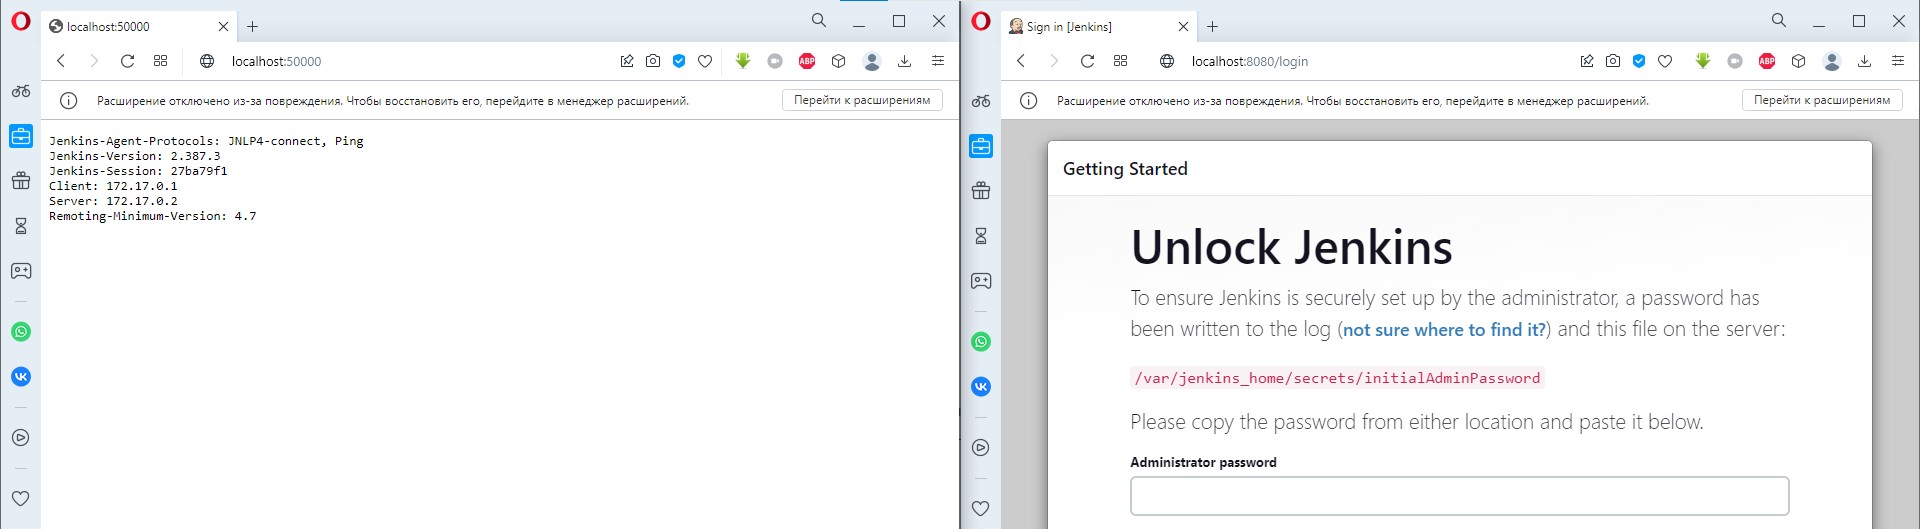 localhost:50000
localhost:50000
ABP
Расширение отключено из-за повреждения. Чтобы восстановить его, перейдите в менеджер расширений.
Перейти к расширениям
Jenkins-Agent-Protocols: JNLP4-connect, Ping
Jenkins-Version: 2.387.3
Jenkins-Session: 27ba79f1
Client: 172.17.0.1
Server: 172.17.0.2
Remoting-Minimum-Version: 4.7
Sign in [Jenkins]
localhost:8080/login
ABP
Расширение отключено из-за повреждения. Чтобы восстановить его, перейдите в менеджер расширений.
Перейти к расширениям
Getting Started
Unlock Jenkins
To ensure Jenkins is securely set up by the administrator, a password has
been written to the log (not sure where to find it?) and this file on the server:
/var/jenkins_home/secrets/initialAdminPassword
Please copy the password from either location and paste it below.
Administrator password